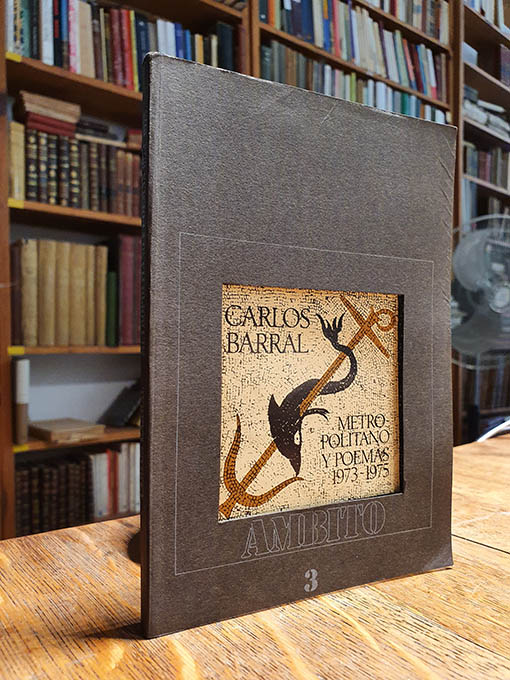 CARLOS
BARRAL
METRO-
POLITANO
Y POEMAS
1973-1975
AMBITO
3